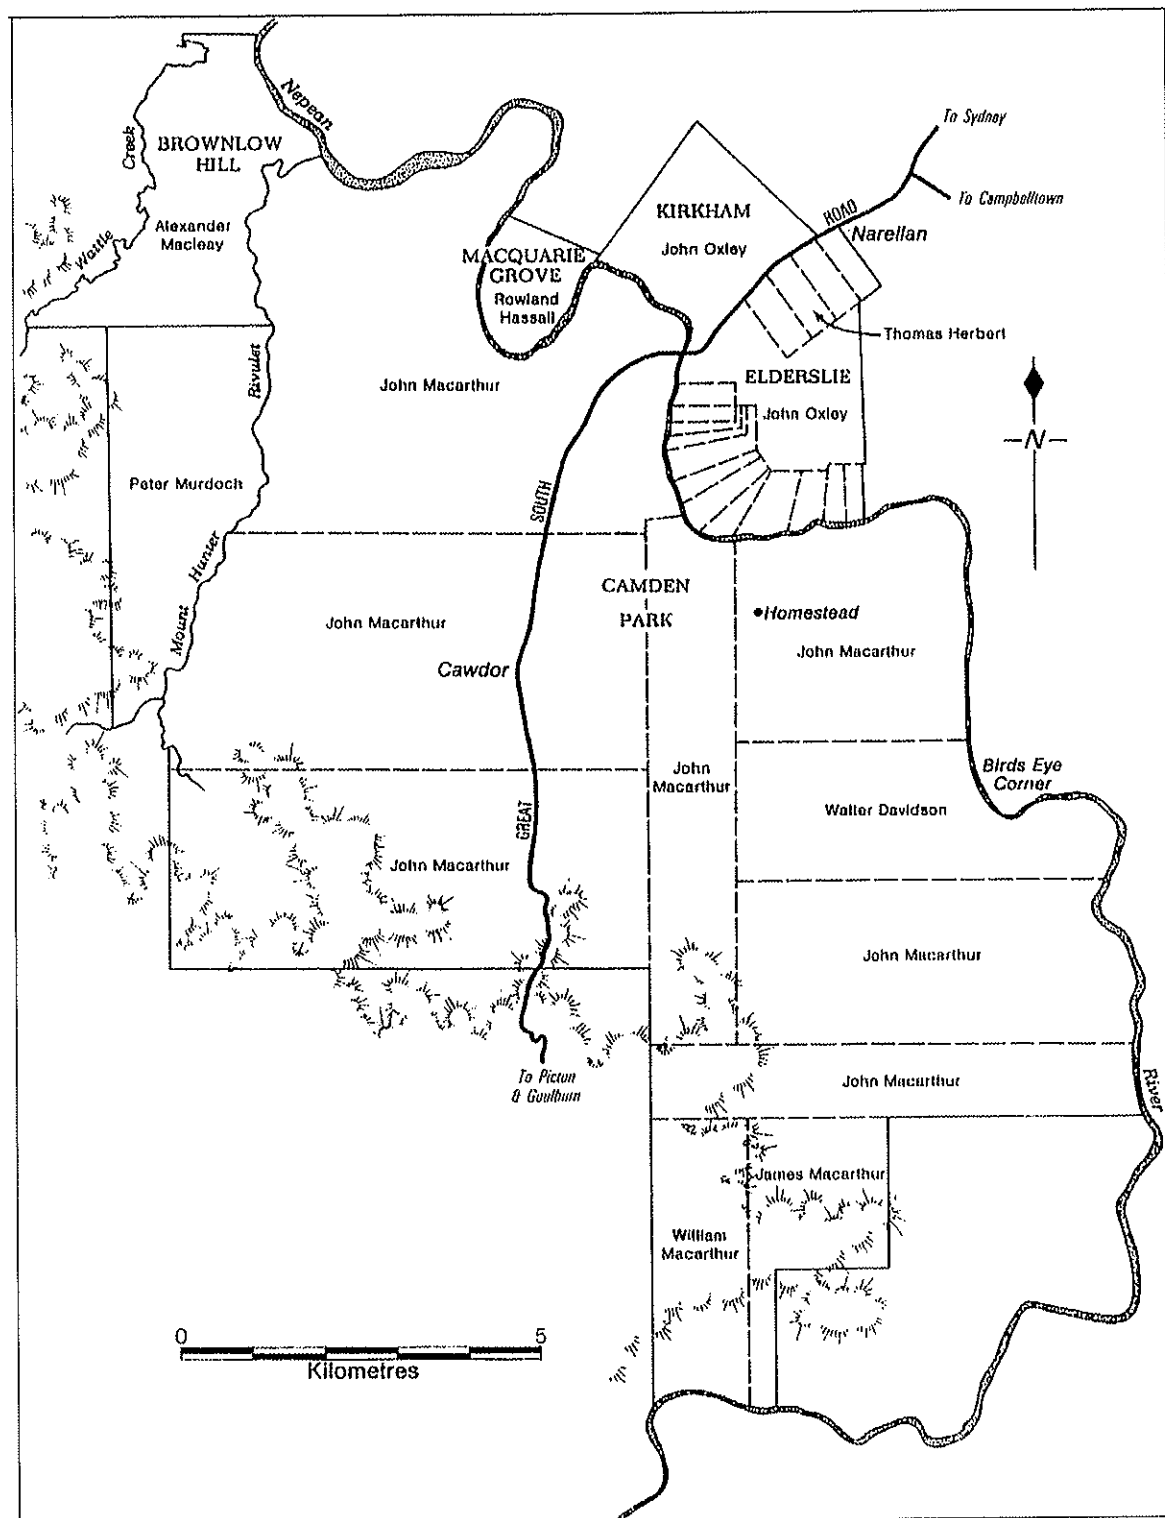 Nepean
Creek
BROWNLOW
HILL
To Sydney
To Campbelltown
KIRKHAM
John Oxley
ROAD
Narellan
Alexander
Macleay
Wattle
MACQUARIE
GROVE
Rowland
Hassall
Thomas Herbert
Rivulet
John Macarthur
ELDERSLIE
John Oxley
N
Peter Murdoch
SOUTH
Hunter
CAMDEN
PARK
Homestead
Mount
John Macarthur
John Macarthur
Cawdor
John
Macarthur
Birds Eye
Corner
GREAT
Walter Davidson
John Macarthur
John Macarthur
To Picton
& Goulburn
John Macarthur
River
James Macarthur
William
Macarthur
0 5
Kilometres